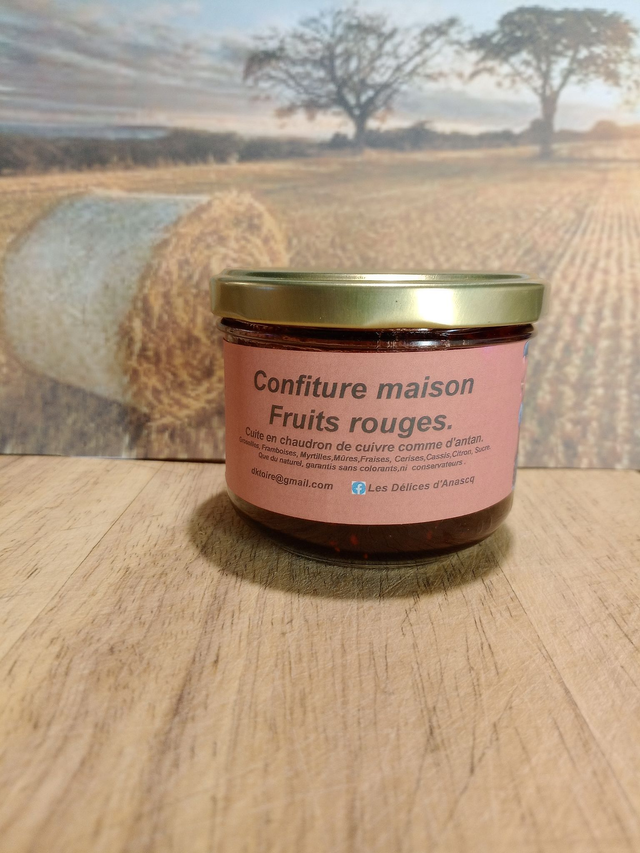 Confiture maison
Fruits rouges.
Cuite en chaudron de cuivre comme d'antan.
Groseilles, Framboises, Myrtilles,Mûres,Fraises, Cerises,Cassis,Citron, Sucre.
Que du naturel, garantis sans colorants,ni conservateurs.
dktoire@gmail.com Les Délices d'Anascq